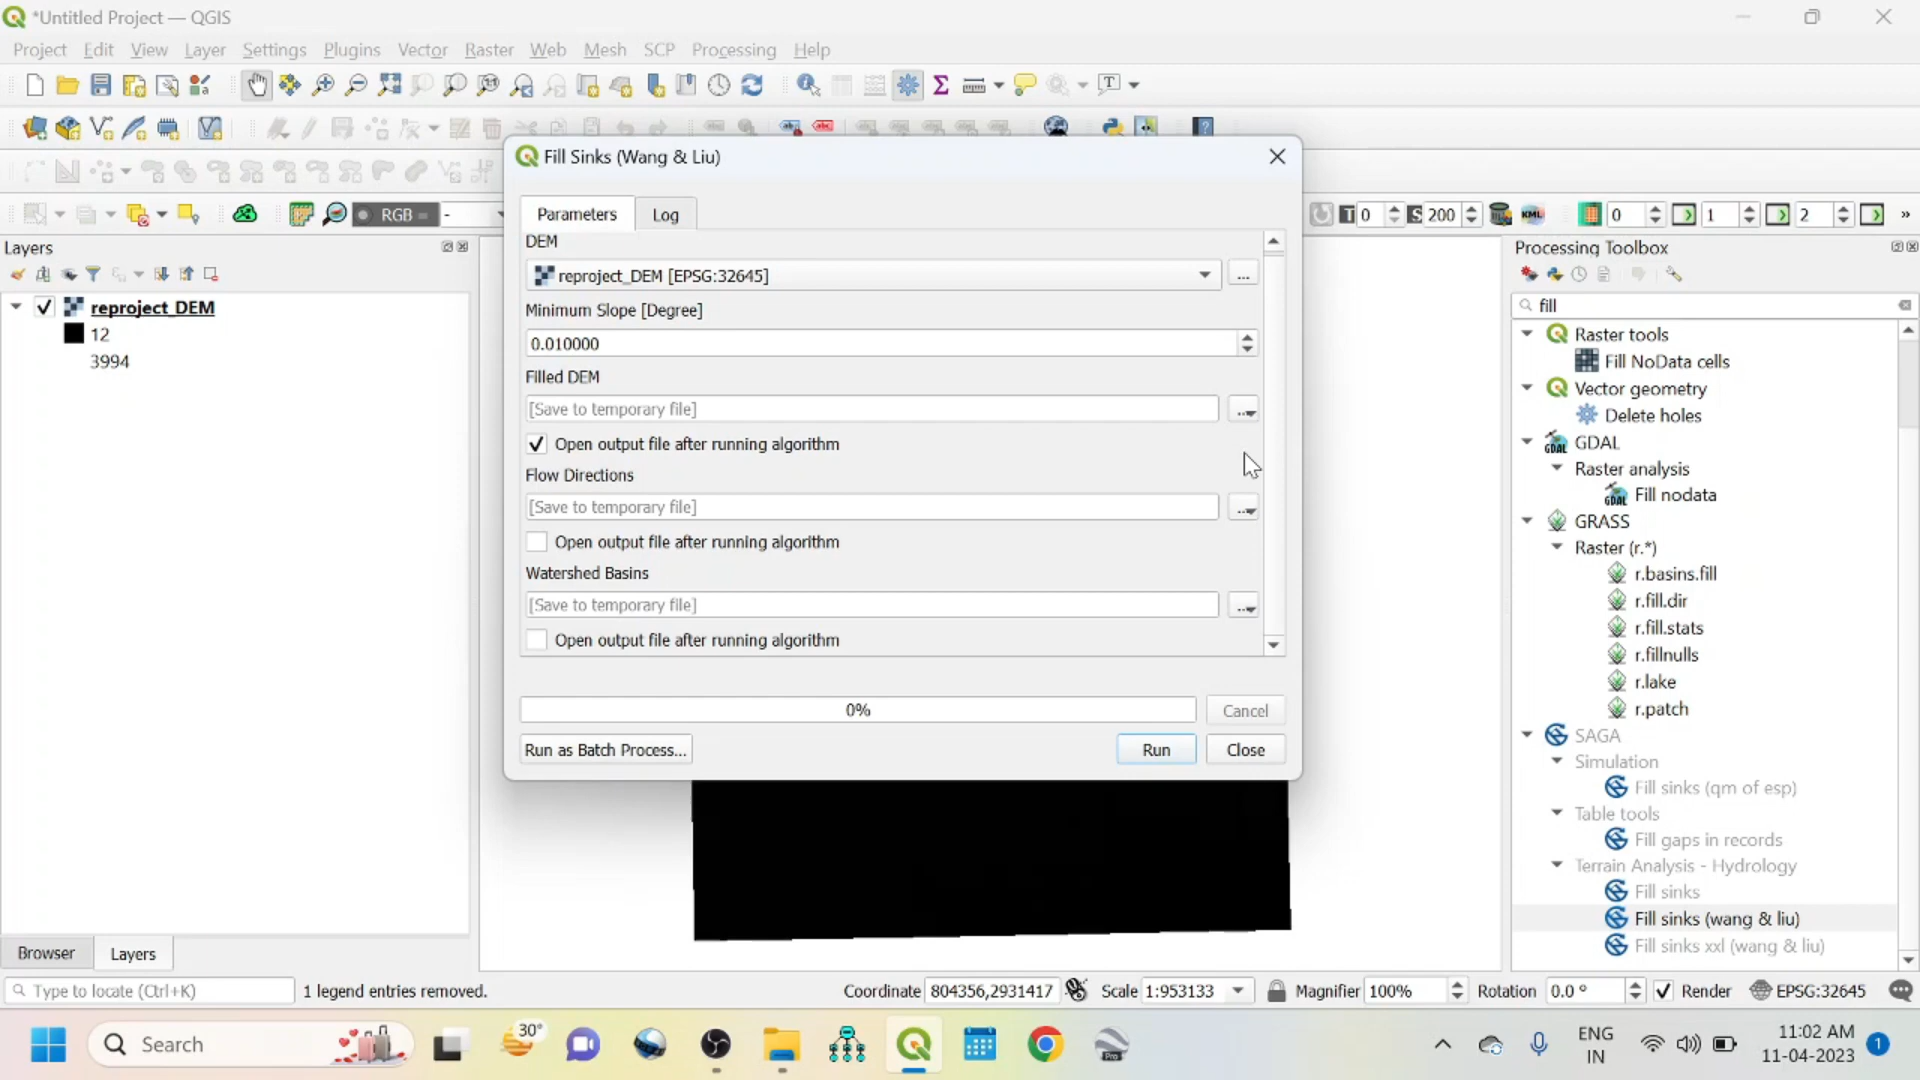 *Untitled Project — QGIS
Project Edit View Layer Settings Plugins Vector Raster Web Mesh SCP Processing Help
RGB = - 0 200 KML 0 1 2 »
Fill Sinks (Wang & Liu)
Parameters Log
DEM
reproject_DEM [EPSG:32645]
...
Minimum Slope [Degree]
0.010000
Filled DEM
[Save to temporary file]
Open output file after running algorithm
Flow Directions
[Save to temporary file]
Open output file after running algorithm
Watershed Basins
[Save to temporary file]
Open output file after running algorithm
0%
Cancel
Run as Batch Process...
Run
Close
Layers
reproject_DEM
12
3994
Browser Layers
Processing Toolbox
fill
Raster tools
Fill NoData cells
Vector geometry
Delete holes
GDAL
Raster analysis
Fill nodata
GRASS
Raster (r.*)
r.basins.fill
r.fill.dir
r.fill.stats
r.fillnulls
r.lake
r.patch
SAGA
Simulation
Fill sinks (qm of esp)
Table tools
Fill gaps in records
Terrain Analysis - Hydrology
Fill sinks
Fill sinks (wang & liu)
Fill sinks xxl (wang & liu)
Type to locate (Ctrl+K) 1 legend entries removed. Coordinate 804356,2931417 Scale 1:953133 Magnifier 100% Rotation 0.0 ° Render EPSG:32645
Search
30°
Pro
ENG
IN
11:02 AM
11-04-2023
1